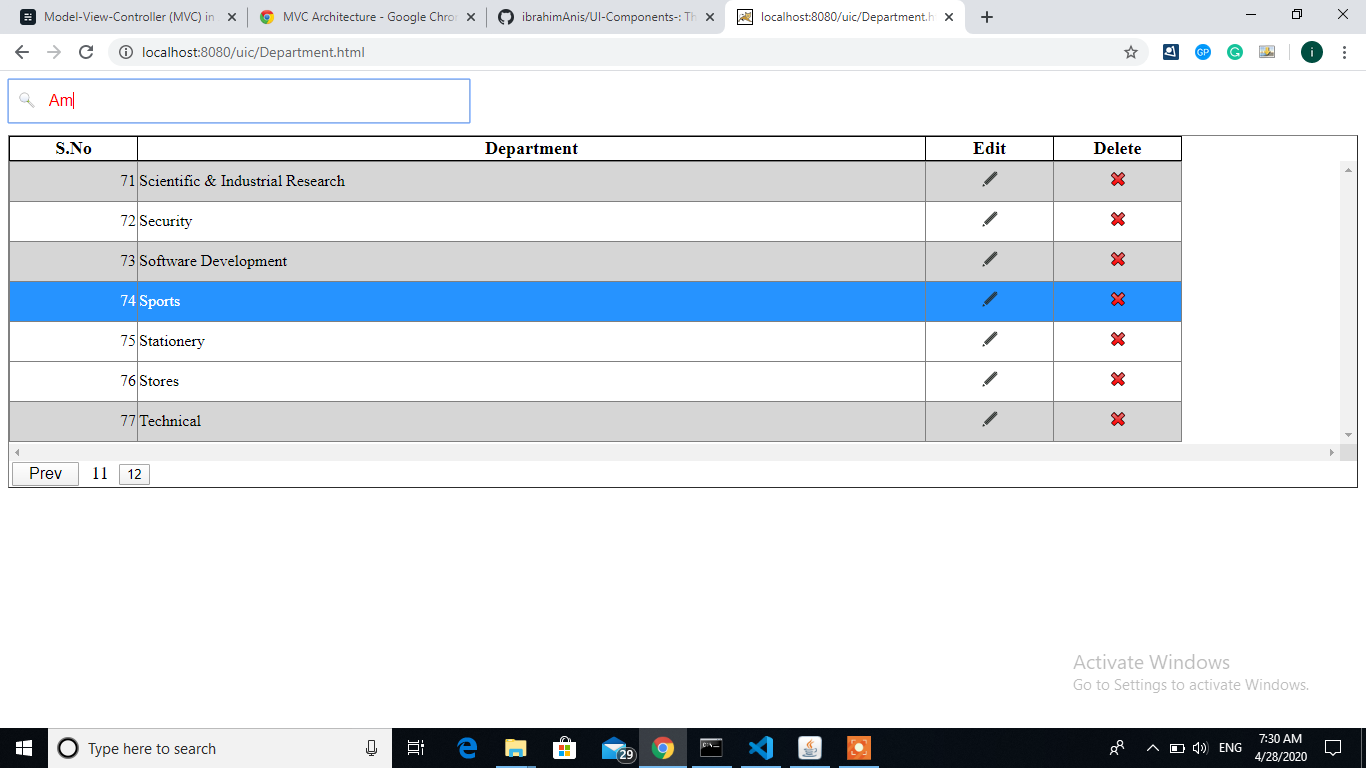 Model-View-Controller (MVC) in
MVC Architecture - Google Chron
ibrahimAnis/UI-Components-: Th
localhost:8080/uic/Department.h
localhost:8080/uic/Department.html
GP
i
Am
S.No Department Edit Delete
71 Scientific & Industrial Research
72 Security
73 Software Development
74 Sports
75 Stationery
76 Stores
77 Technical
Prev 11 12
Activate Windows
Go to Settings to activate Windows.
Type here to search
29
ENG
7:30 AM
4/28/2020